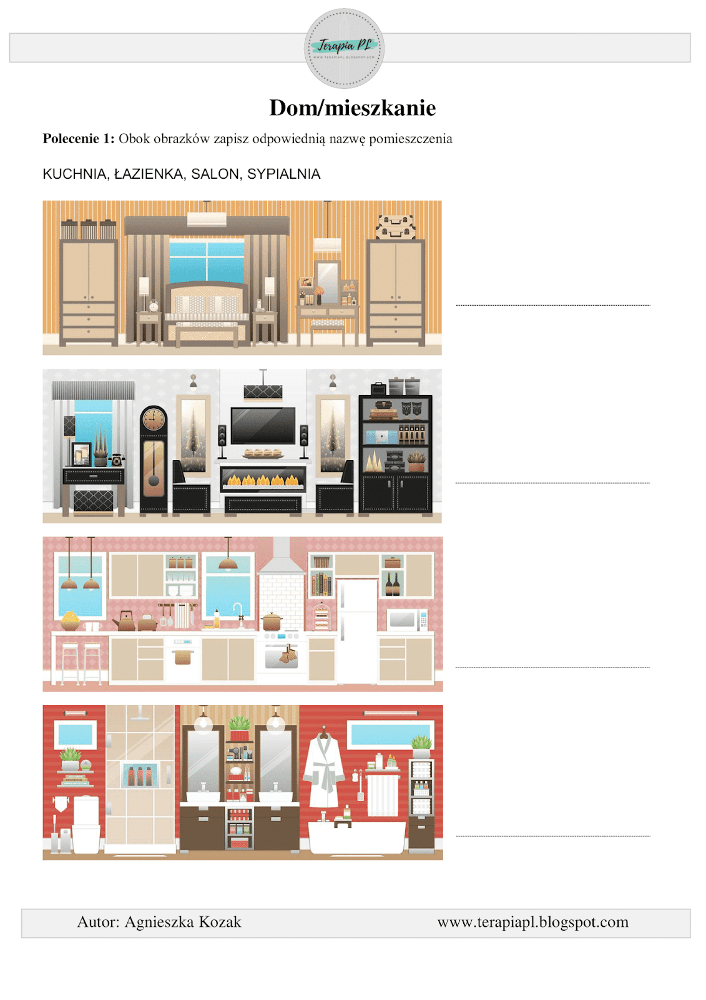 Terapia PL
WWW.TERAPIAPL.BLOGSPOT.COM
Dom/mieszkanie
Polecenie 1: Obok obrazków zapisz odpowiednią nazwę pomieszczenia
KUCHNIA, ŁAZIENKA, SALON, SYPIALNIA
Autor: Agnieszka Kozak
www.terapiapl.blogspot.com